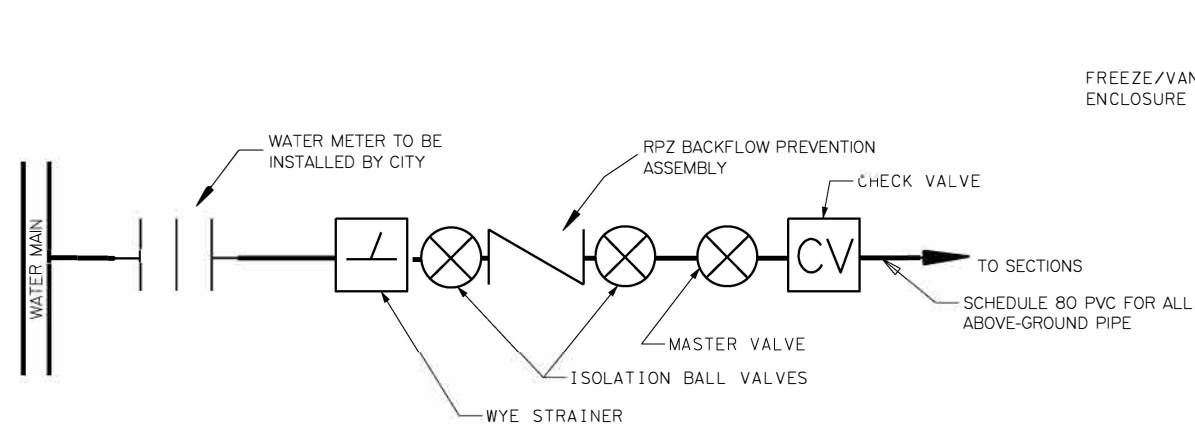 FREEZE/VAN
ENCLOSURE
WATER METER TO BE
INSTALLED BY CITY
RPZ BACKFLOW PREVENTION
ASSEMBLY
CHECK VALVE
WATER MAIN
CV
TO SECTIONS
SCHEDULE 80 PVC FOR ALL
ABOVE-GROUND PIPE
MASTER VALVE
ISOLATION BALL VALVES
WYE STRAINER